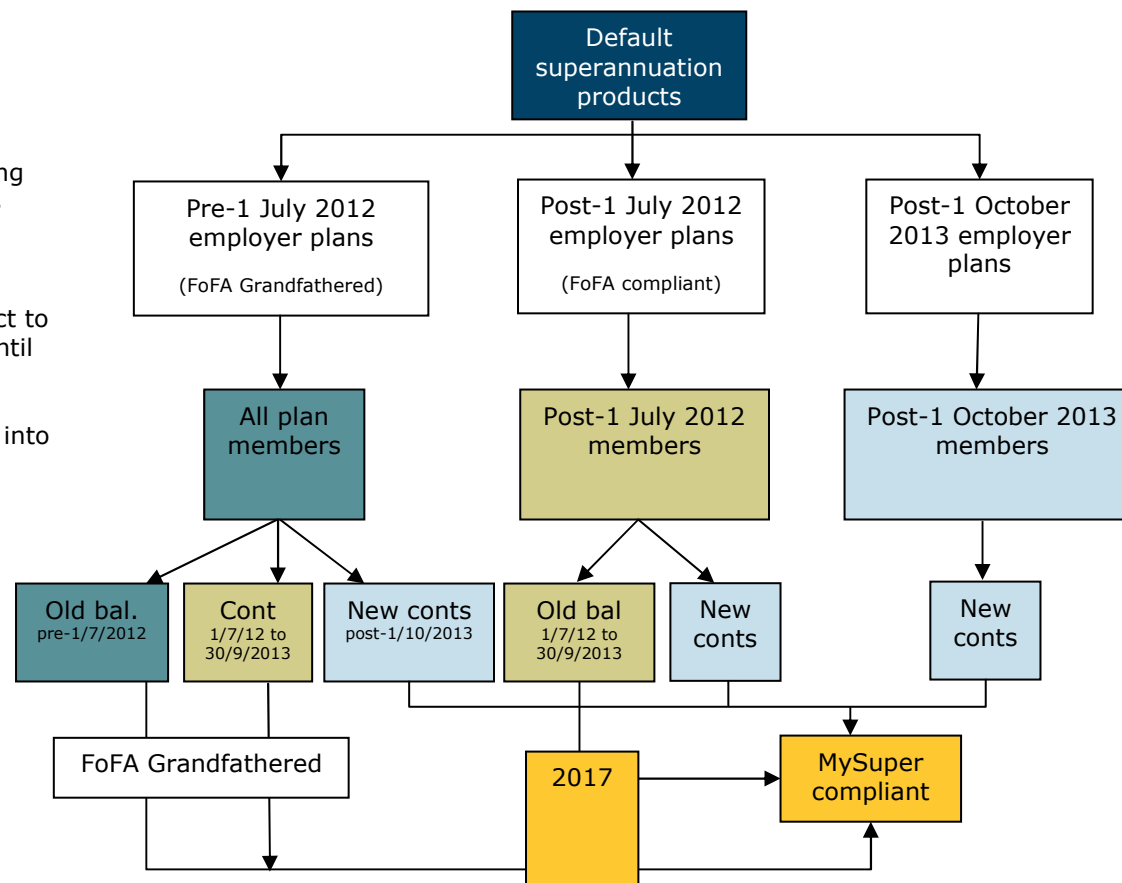 Default
superannuation
products
ng
ct to
ntil
into
Pre-1 July 2012
employer plans
(FoFA Grandfathered)
Post-1 July 2012
employer plans
(FoFA compliant)
Post-1 October
2013 employer
plans
All plan
members
Post-1 July 2012
members
Post-1 October 2013
members
Old bal.
pre-1/7/2012
Cont
1/7/12 to
30/9/2013
New conts
post-1/10/2013
Old bal
1/7/12 to
30/9/2013
New
conts
New
conts
FoFA Grandfathered
2017
MySuper
compliant